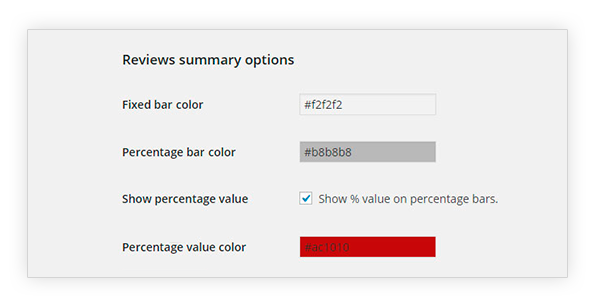 Reviews summary options
Fixed bar color #f2f2f2
Percentage bar color #b8b8b8
Show percentage value Show % value on percentage bars.
Percentage value color #ac1010